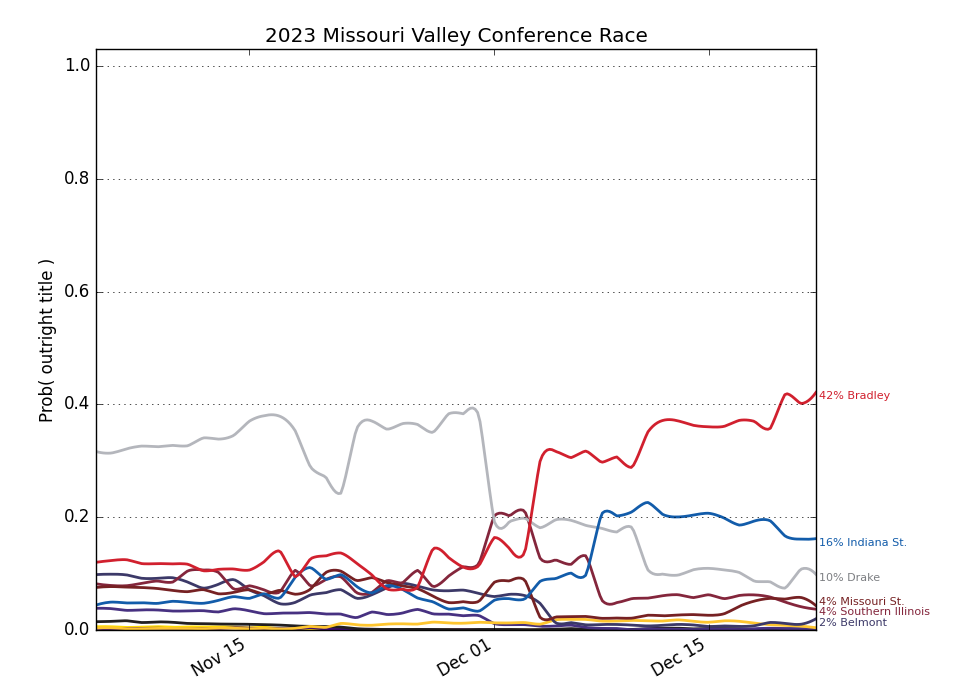 2023 Missouri Valley Conference Race
1.0
0.8
0.6
0.4
0.2
0.0
Prob( outright title )
42% Bradley
16% Indiana St.
10% Drake
4% Missouri St.
4% Southern Illinois
2% Belmont
Nov 15
Dec 01
Dec 15